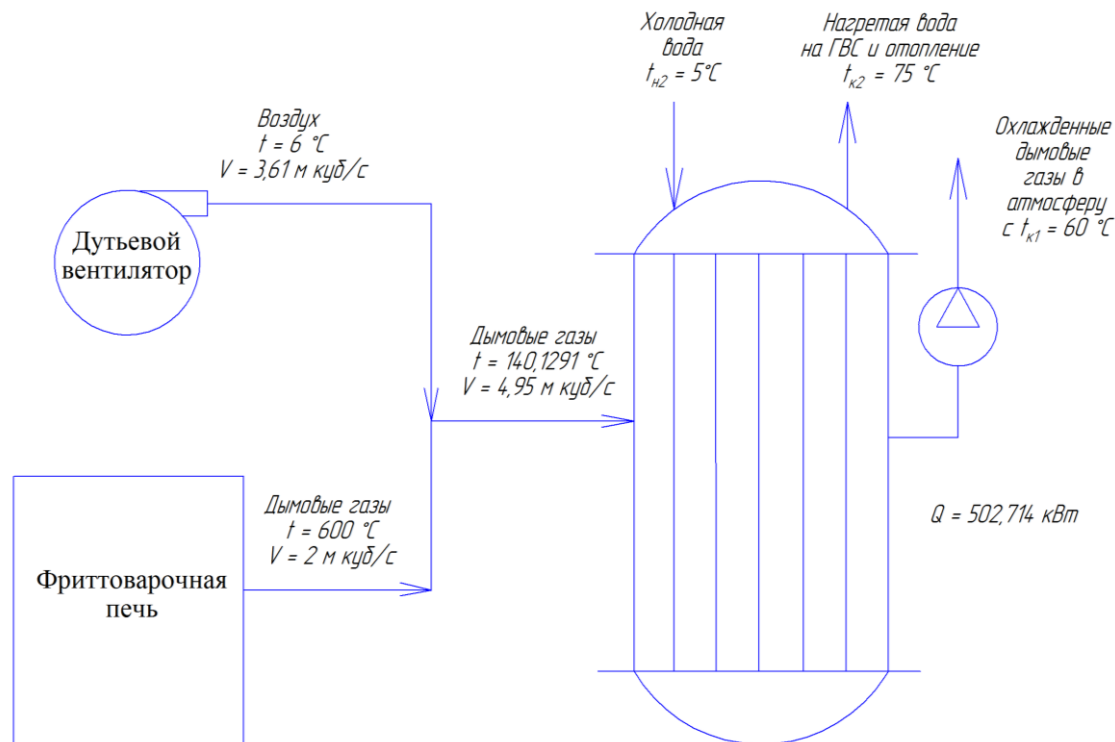 Холодная
вода
tн2 = 5°C
Нагретая вода
на ГВС и отопление
tк2 = 75 °C
Охлажденные
дымовые
газы в
атмосферу
с tк1 = 60 °C
Воздух
t = 6 °C
V = 3,61 м куб/с
Дутьевой
вентилятор
Дымовые газы
t = 140,1291 °C
V = 4,95 м куб/с
Дымовые газы
t = 600 °C
V = 2 м куб/с
Фриттоварочная
печь
Q = 502,714 кВт